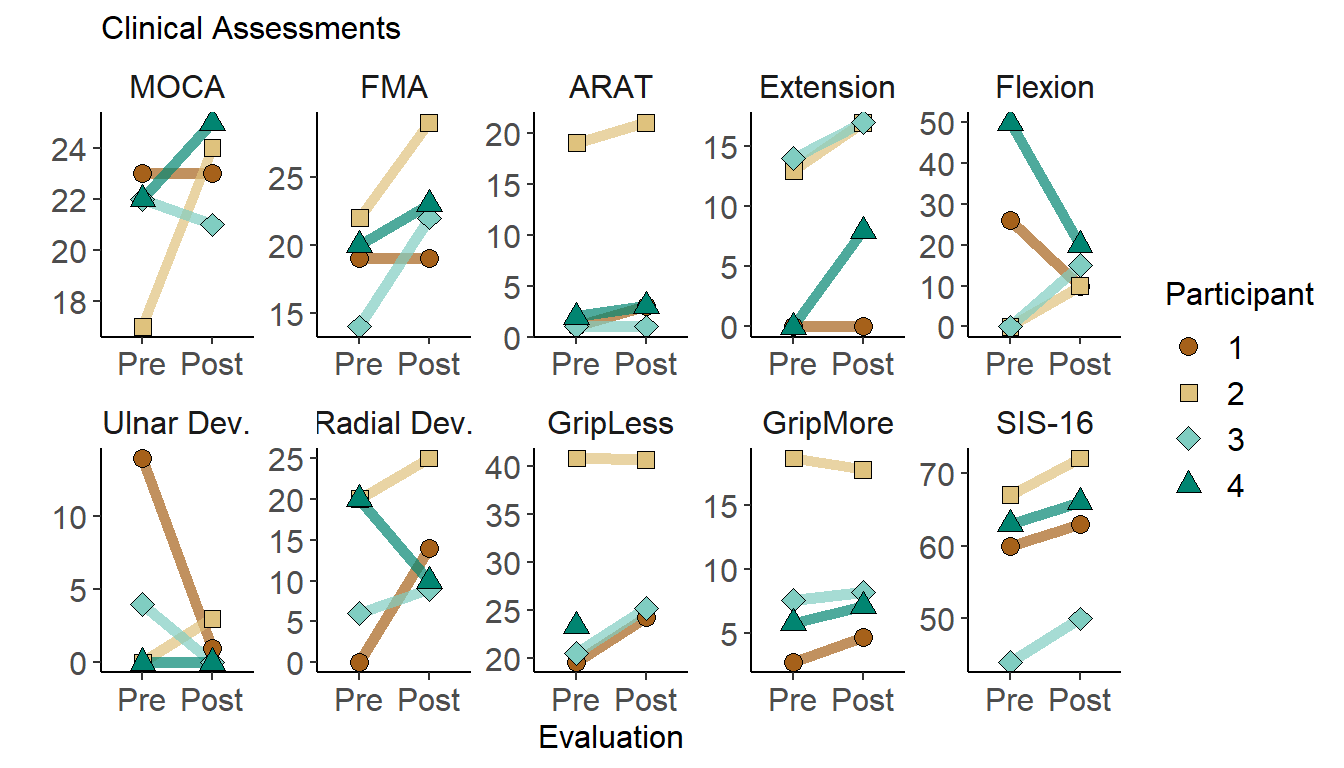 Clinical Assessments
MOCA FMA ARAT Extension Flexion
24 22 20 18
25 20 15
20 15 10 5 0
15 10 5 0
50 40 30 20 10 0
Pre Post Pre Post Pre Post Pre Post Pre Post
Participant
1
2
3
4
Ulnar Dev. Radial Dev. GripLess GripMore SIS-16
10 5 0
25 20 15 10 5 0
40 35 30 25 20
15 10 5
70 60 50
Pre Post Pre Post Pre Post Pre Post Pre Post
Evaluation